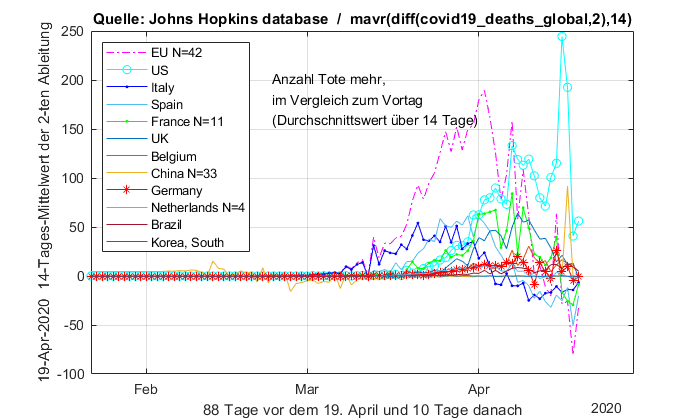 Quelle: Johns Hopkins database / mavr(diff(covid19_deaths_global,2),14)
19-Apr-2020 14-Tages-Mittelwert der 2-ten Ableitung
250
200
150
100
50
0
-50
-100
EU N=42
US
Italy
Spain
France N=11
UK
Belgium
China N=33
Germany
Netherlands N=4
Brazil
Korea, South
Anzahl Tote mehr,
im Vergleich zum Vortag
(Durchschnittswert über 14 Tage)
Feb Mar Apr
88 Tage vor dem 19. April und 10 Tage danach
2020